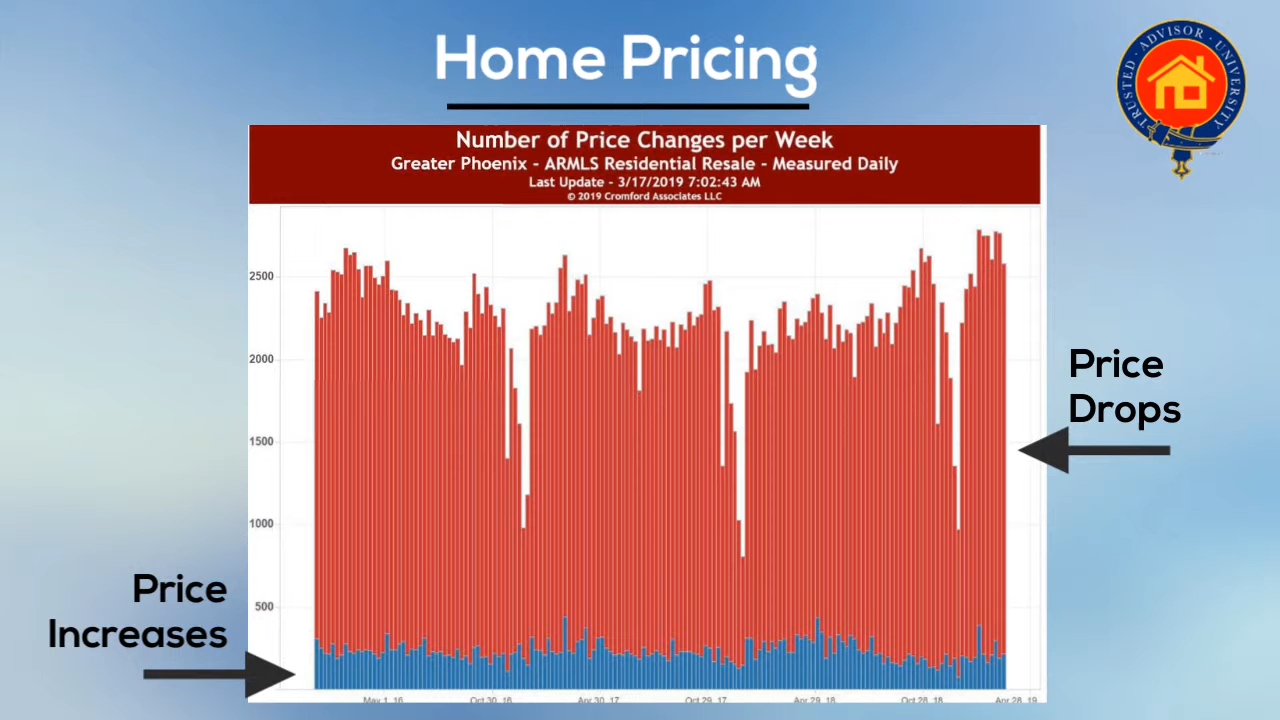 Home Pricing
TRUSTED · ADVISOR · UNIVERSITY
Number of Price Changes per Week
Greater Phoenix - ARMLS Residential Resale - Measured Daily
Last Update - 3/17/2019 7:02:43 AM
© 2019 Cromford Associates LLC
2500
2000
1500
1000
500
May 1, 16
Oct 30, 16
Apr 30, 17
Oct 29, 17
Apr 29, 18
Oct 28, 18
Apr 28, 19
Price
Drops
Price
Increases